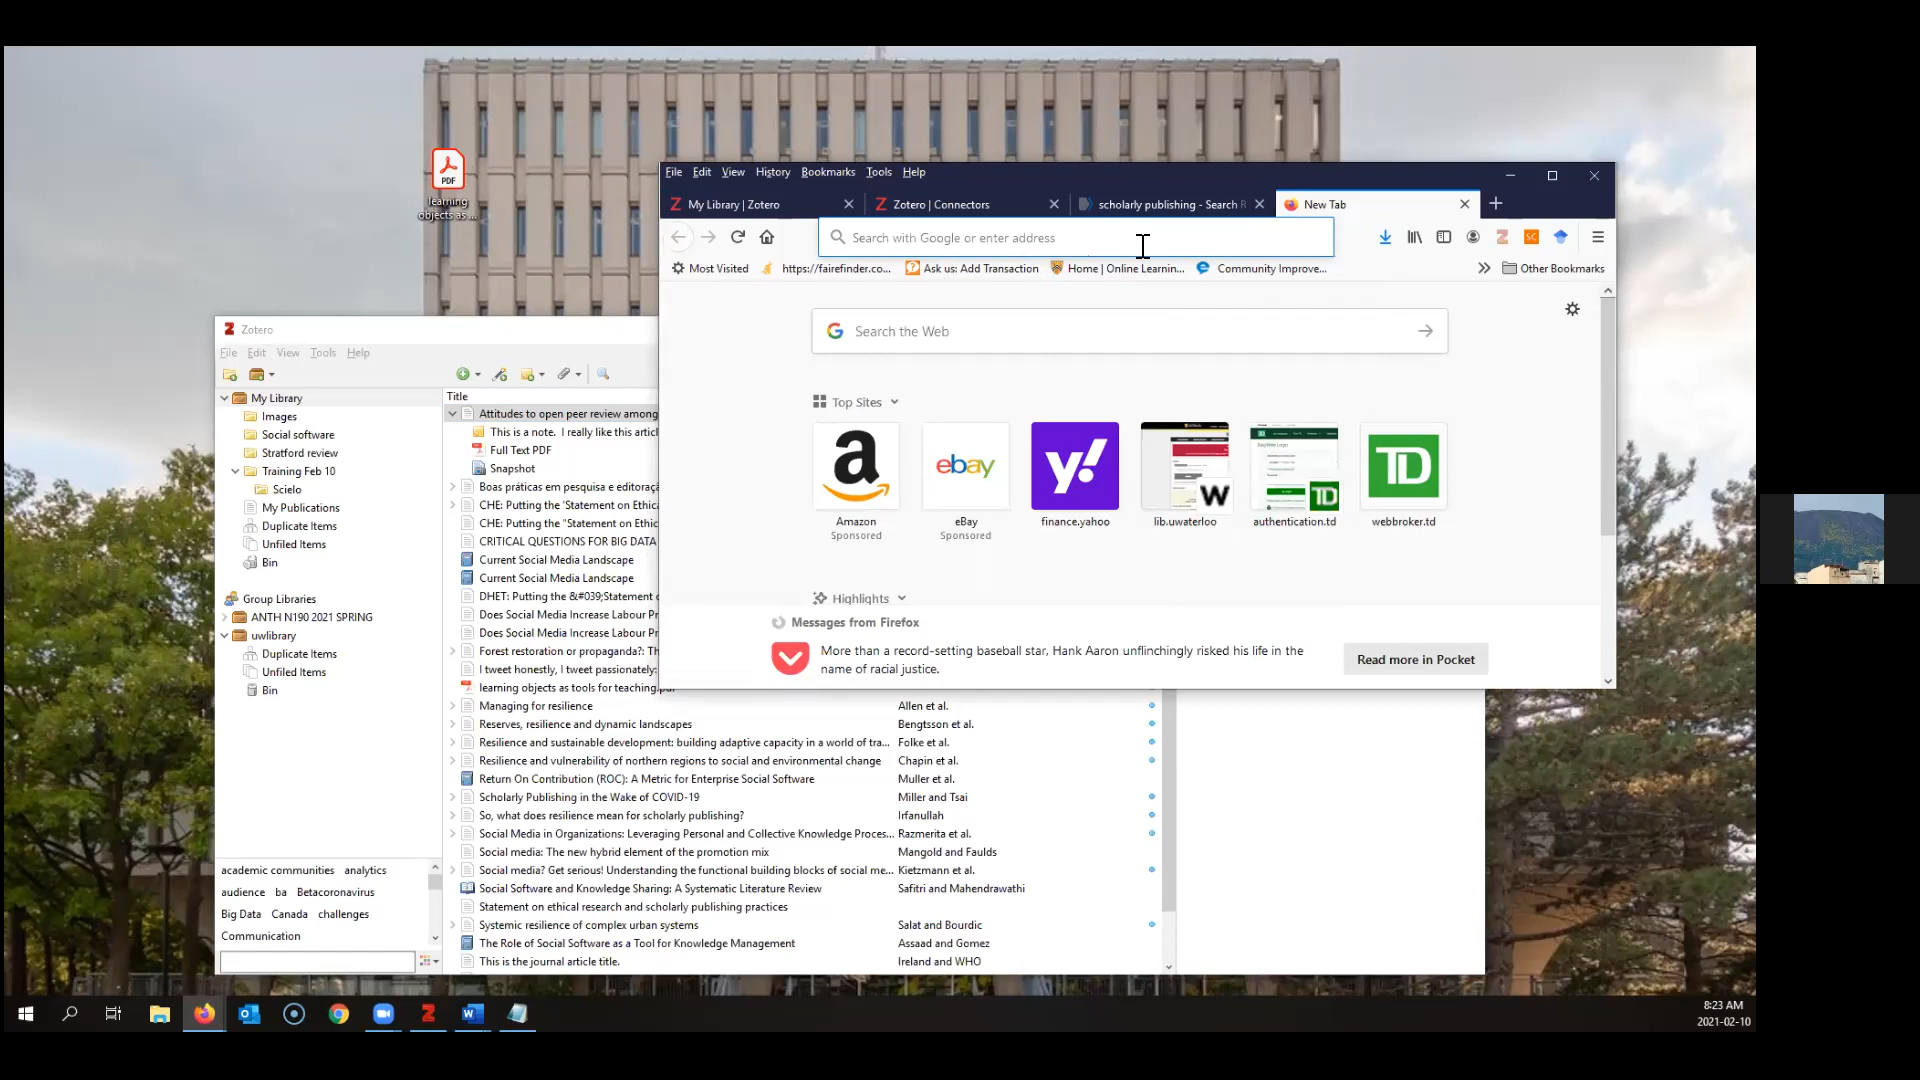 PDF
learning
objects as ...
File Edit View History Bookmarks Tools Help
My Library | Zotero
Zotero | Connectors
scholarly publishing - Search R
New Tab
Search with Google or enter address
Most Visited
https://fairefinder.co...
Ask us: Add Transaction
Home | Online Learnin...
Community Improve...
Other Bookmarks
Search the Web
Top Sites
Amazon
Sponsored
eBay
Sponsored
finance.yahoo
lib.uwaterloo
authentication.td
webbroker.td
Highlights
Messages from Firefox
More than a record-setting baseball star, Hank Aaron unflinchingly risked his life in the
name of racial justice.
Read more in Pocket
Zotero
File Edit View Tools Help
My Library
Images
Social software
Stratford review
Training Feb 10
Scielo
My Publications
Duplicate Items
Unfiled Items
Bin
Group Libraries
ANTH N190 2021 SPRING
uwlibrary
Duplicate Items
Unfiled Items
Bin
academic communities analytics
audience ba Betacoronavirus
Big Data Canada challenges
Communication
Title
Attitudes to open peer review among
This is a note. I really like this articl
Full Text PDF
Snapshot
Boas práticas em pesquisa e editoraçã
CHE: Putting the 'Statement on Ethica
CHE: Putting the "Statement on Ethic
CRITICAL QUESTIONS FOR BIG DATA
Current Social Media Landscape
Current Social Media Landscape
DHET: Putting the &#039;Statement o
Does Social Media Increase Labour Pr
Does Social Media Increase Labour Pr
Forest restoration or propaganda?: Th
I tweet honestly, I tweet passionately:
learning objects as tools for teaching.pdf
Managing for resilience Allen et al.
Reserves, resilience and dynamic landscapes Bengtsson et al.
Resilience and sustainable development: building adaptive capacity in a world of tra... Folke et al.
Resilience and vulnerability of northern regions to social and environmental change Chapin et al.
Return On Contribution (ROC): A Metric for Enterprise Social Software Muller et al.
Scholarly Publishing in the Wake of COVID-19 Miller and Tsai
So, what does resilience mean for scholarly publishing? Irfanullah
Social Media in Organizations: Leveraging Personal and Collective Knowledge Proces... Razmerita et al.
Social media: The new hybrid element of the promotion mix Mangold and Faulds
Social media? Get serious! Understanding the functional building blocks of social me... Kietzmann et al.
Social Software and Knowledge Sharing: A Systematic Literature Review Safitri and Mahendrawathi
Statement on ethical research and scholarly publishing practices
Systemic resilience of complex urban systems Salat and Bourdic
The Role of Social Software as a Tool for Knowledge Management Assaad and Gomez
This is the journal article title. Ireland and WHO
8:23 AM
2021-02-10